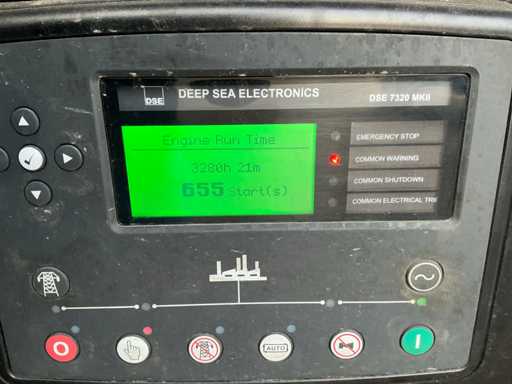 DSE
DEEP SEA ELECTRONICS
DSE 7320 MKII
Engine Run Time
3280h 21m
655 Start(s)
EMERGENCY STOP
COMMON WARNING
COMMON SHUTDOWN
COMMON ELECTRICAL TRI
AUTO